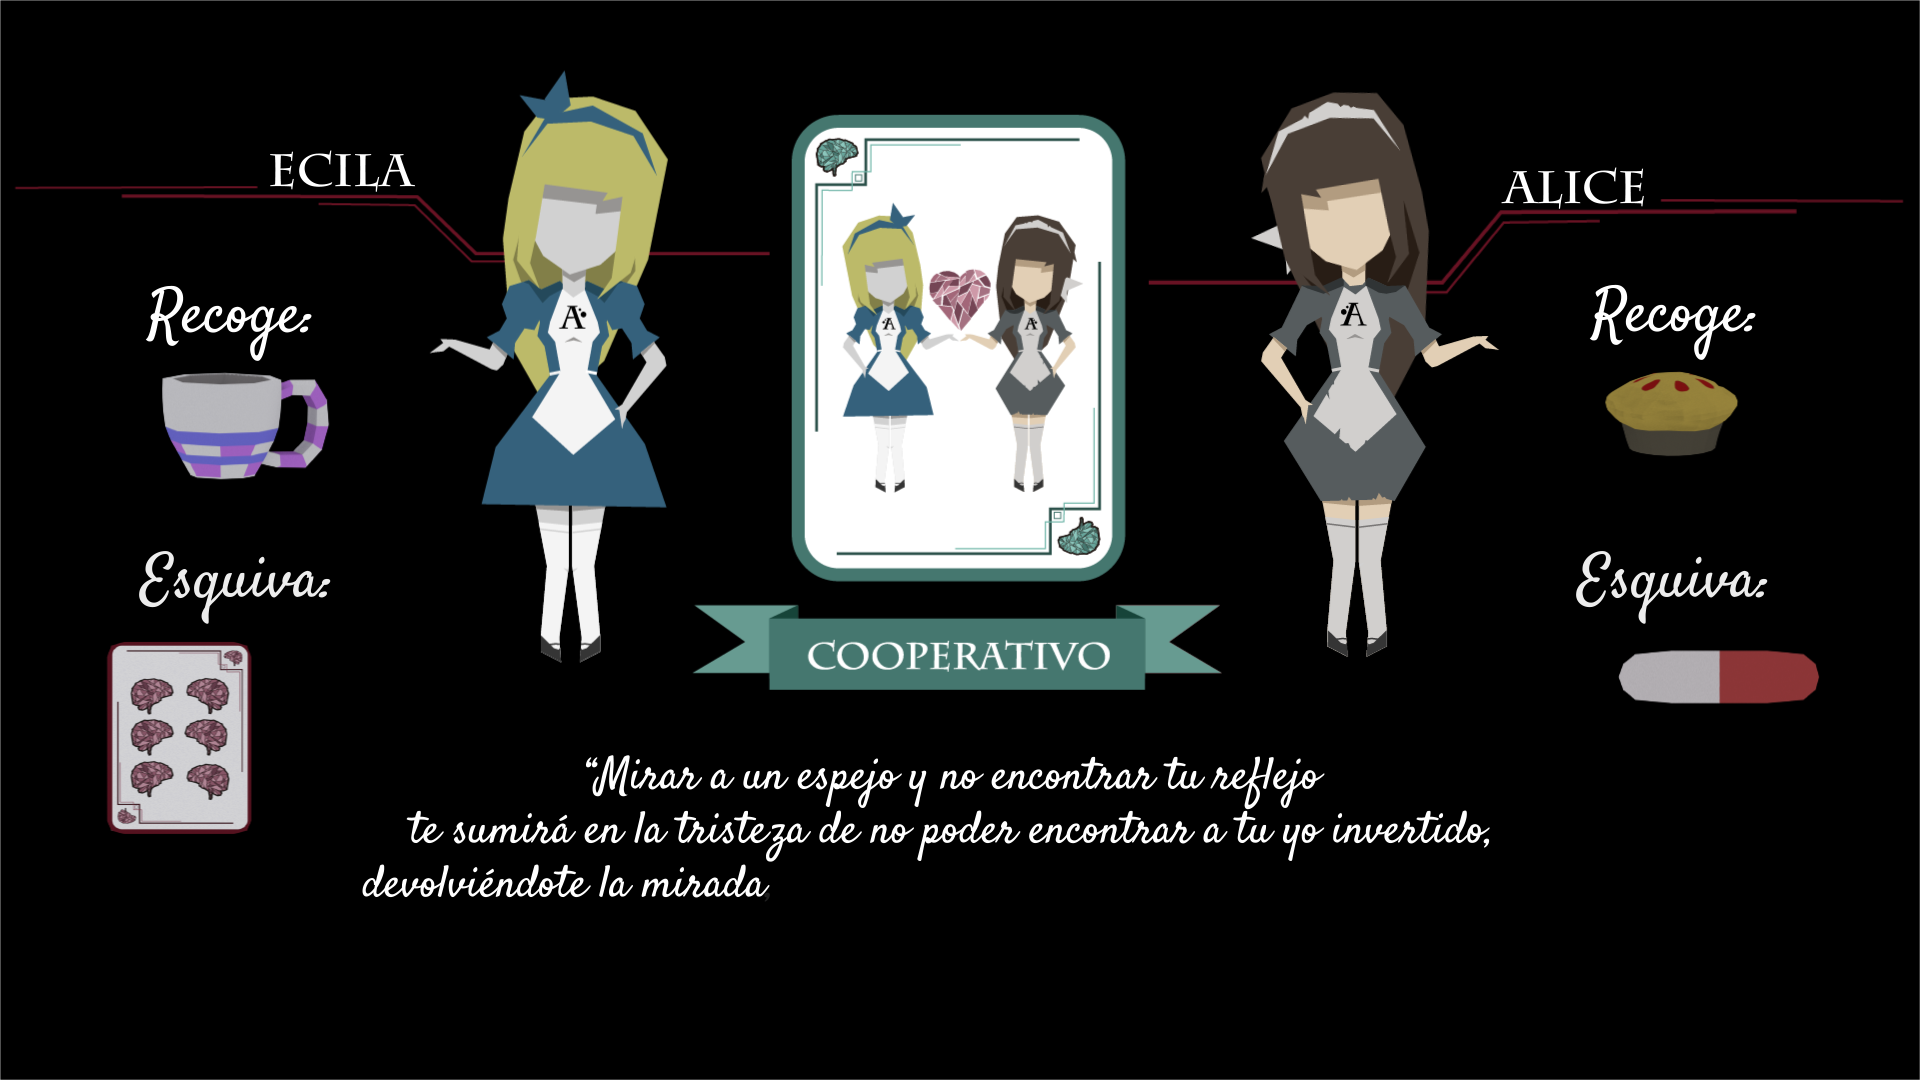 ECILA
Recoge:
Esquiva:
A
A
A
A
COOPERATIVO
ALICE
Recoge:
Esquiva:
“Mirar a un espejo y no encontrar tu reflejo
te sumirá en la tristeza de no poder encontrar a tu yo invertido,
devolviéndote la mirada,